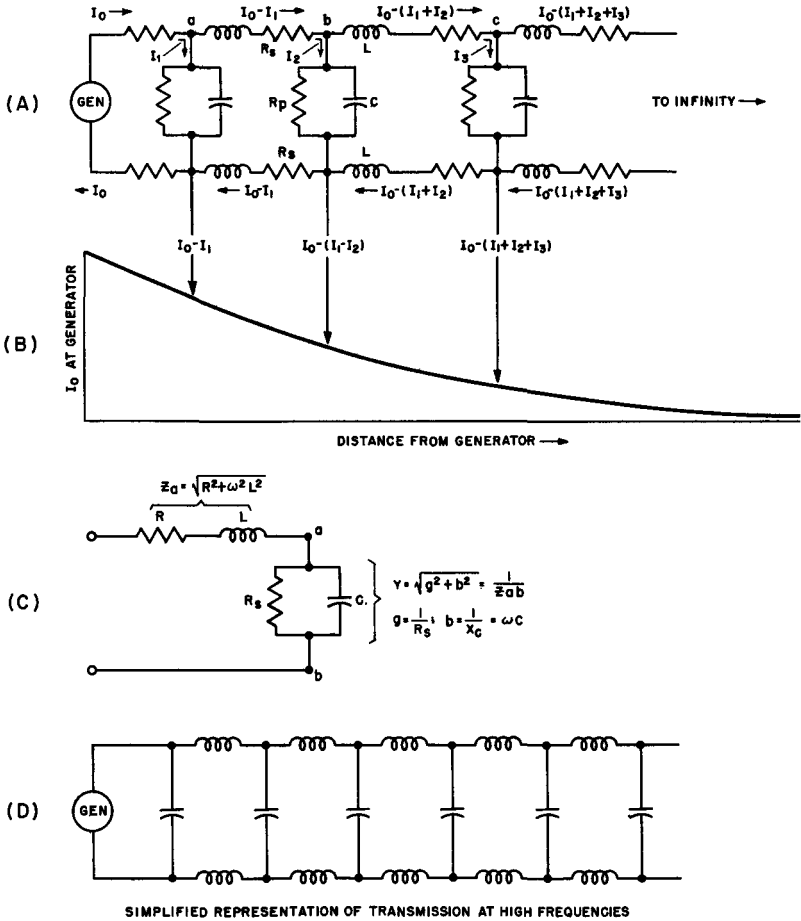 I₀ →
a
I₀-I₁
b
I₀-(I₁+I₂)
c
I₀-(I₁+I₂+I₃)
I₁
Rs
I₂
L
I₃
(A)
GEN
Rp
C
TO INFINITY →
Rs
L
← I₀
← I₀-I₁
← I₀-(I₁+I₂)
← I₀-(I₁+I₂+I₃)
I₀-I₁
I₀-(I₁-I₂)
I₀-(I₁+I₂+I₃)
(B)
I₀ AT GENERATOR
DISTANCE FROM GENERATOR →
Za=√R²+ω²L²
R
L
a
(C)
Rs
C.
Y=√g²+b² = 1/Zab
g=1/RS; b=1/XC = ωC
b
(D)
GEN
SIMPLIFIED REPRESENTATION OF TRANSMISSION AT HIGH FREQUENCIES